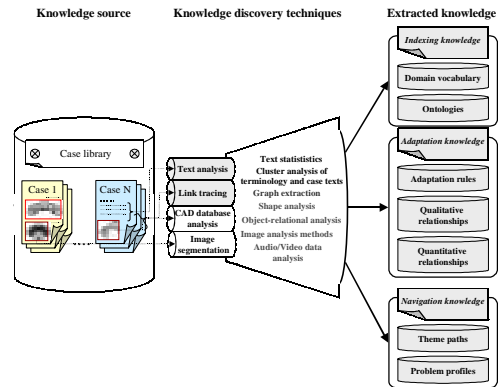 Knowledge source
Knowledge discovery techniques
Extracted knowledge
Case library
Case 1
Case N
Text analysis
Link tracing
CAD database
analysis
Image
segmentation
Text statistics
Cluster analysis of
terminology and case texts
Graph extraction
Shape analysis
Object-relational analysis
Image analysis methods
Audio/Video data
analysis
Indexing knowledge
Domain vocabulary
Ontologies
Adaptation knowledge
Adaptation rules
Qualitative
relationships
Quantitative
relationships
Navigation knowledge
Theme paths
Problem profiles